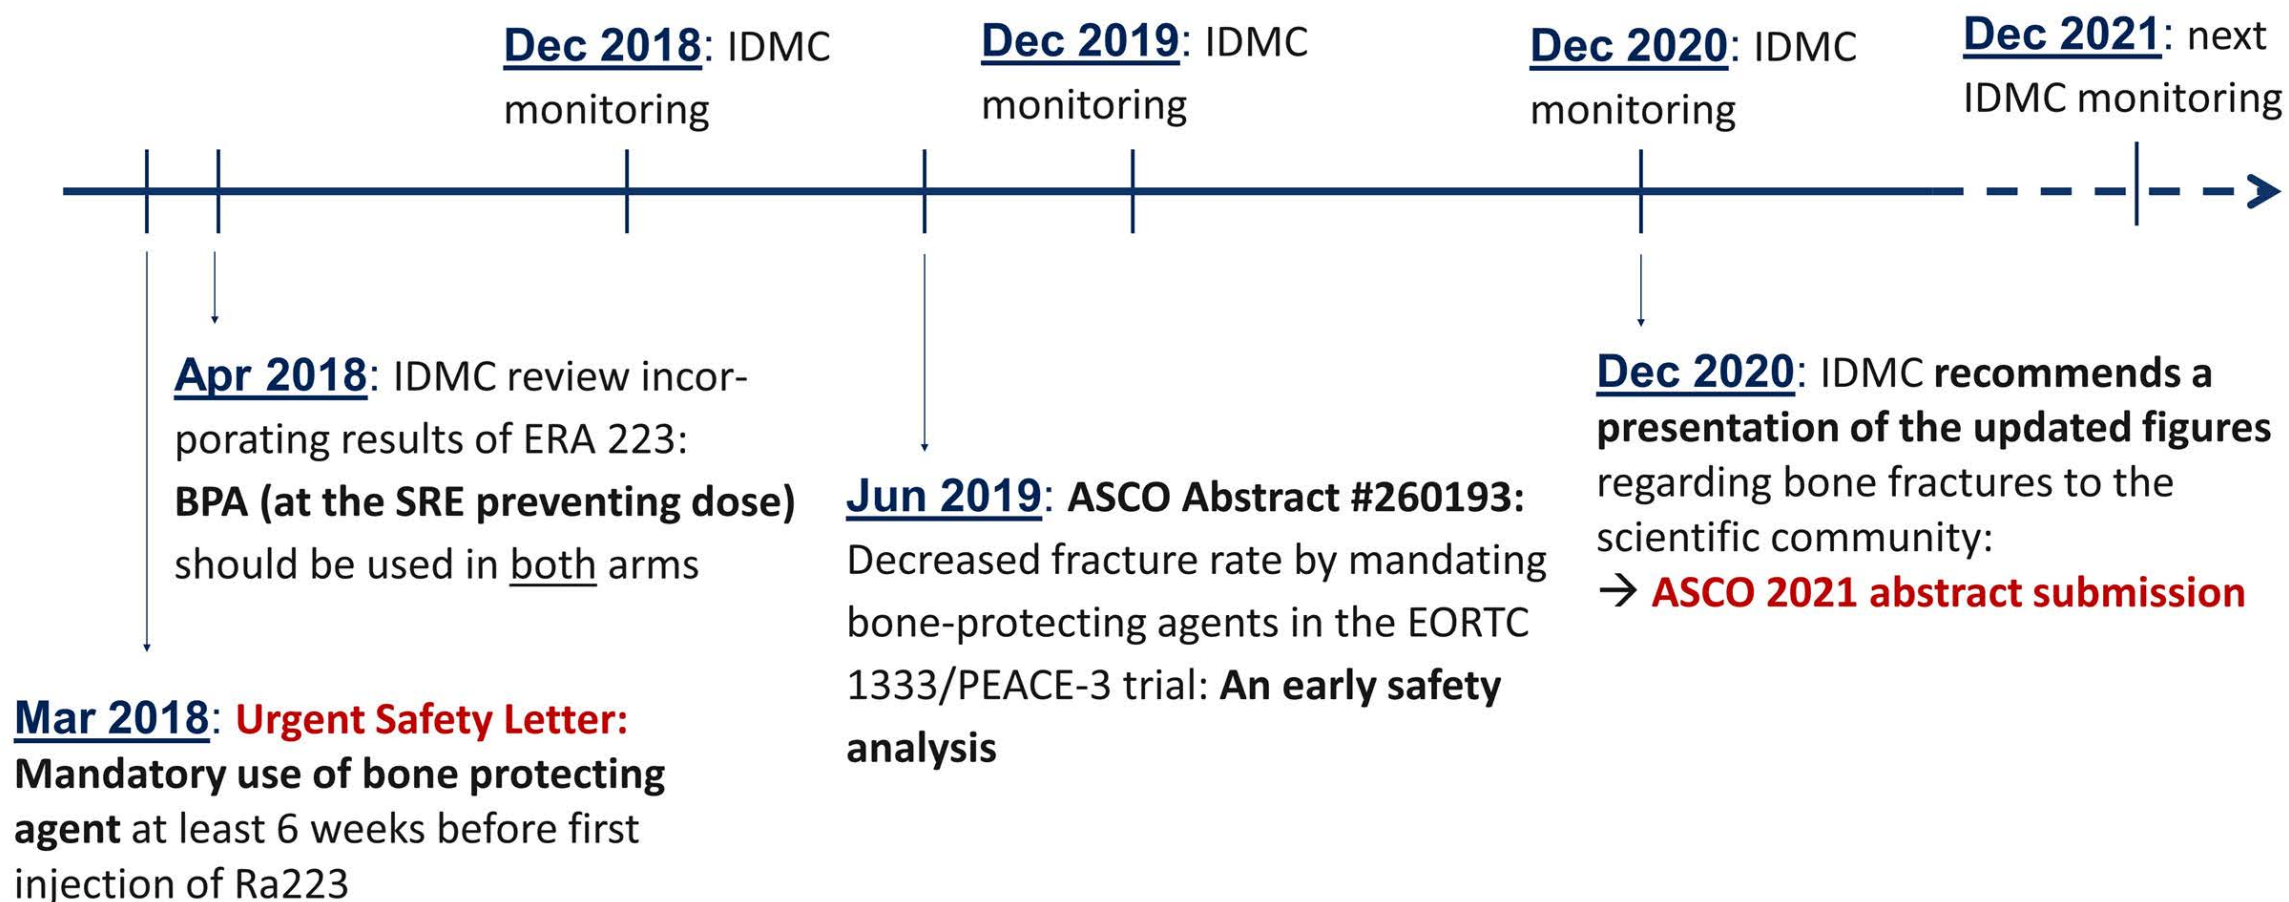 Dec 2018: IDMC
monitoring
Dec 2019: IDMC
monitoring
Dec 2020: IDMC
monitoring
Dec 2021: next
IDMC monitoring
Apr 2018: IDMC review incor-
porating results of ERA 223:
BPA (at the SRE preventing dose)
should be used in both arms
Mar 2018: Urgent Safety Letter:
Mandatory use of bone protecting
agent at least 6 weeks before first
injection of Ra223
Jun 2019: ASCO Abstract #260193:
Decreased fracture rate by mandating
bone-protecting agents in the EORTC
1333/PEACE-3 trial: An early safety
analysis
Dec 2020: IDMC recommends a
presentation of the updated figures
regarding bone fractures to the
scientific community:
→ ASCO 2021 abstract submission